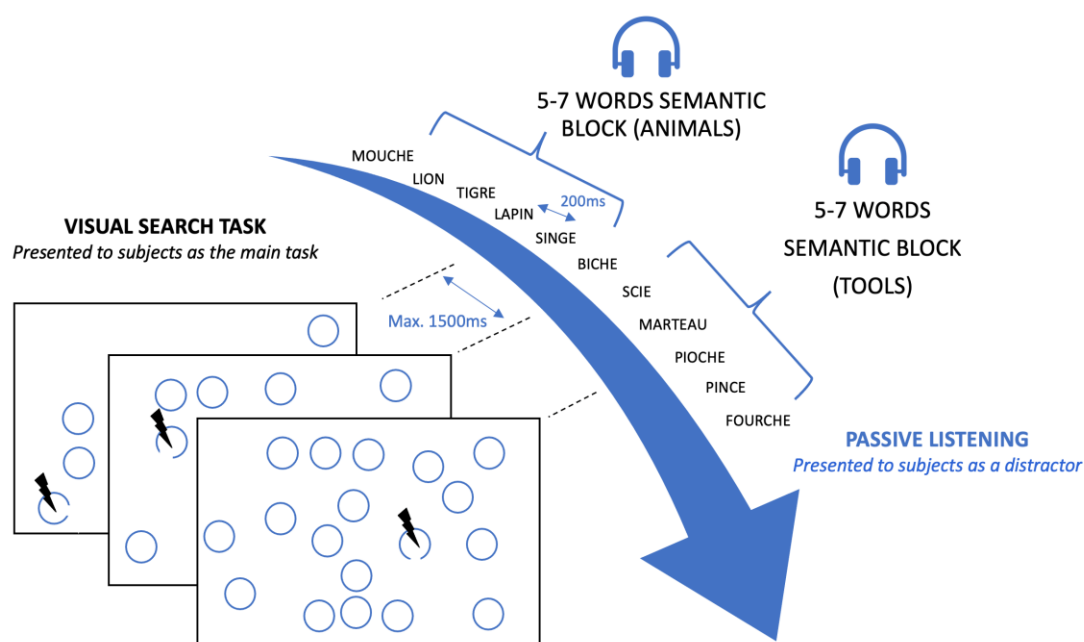 5-7 WORDS SEMANTIC
BLOCK (ANIMALS)
MOUCHE
LION
TIGRE
LAPIN
200ms
SINGE
BICHE
SCIE
MARTEAU
PIOCHE
PINCE
FOURCHE
5-7 WORDS
SEMANTIC BLOCK
(TOOLS)
VISUAL SEARCH TASK
Presented to subjects as the main task
Max. 1500ms
PASSIVE LISTENING
Presented to subjects as a distractor